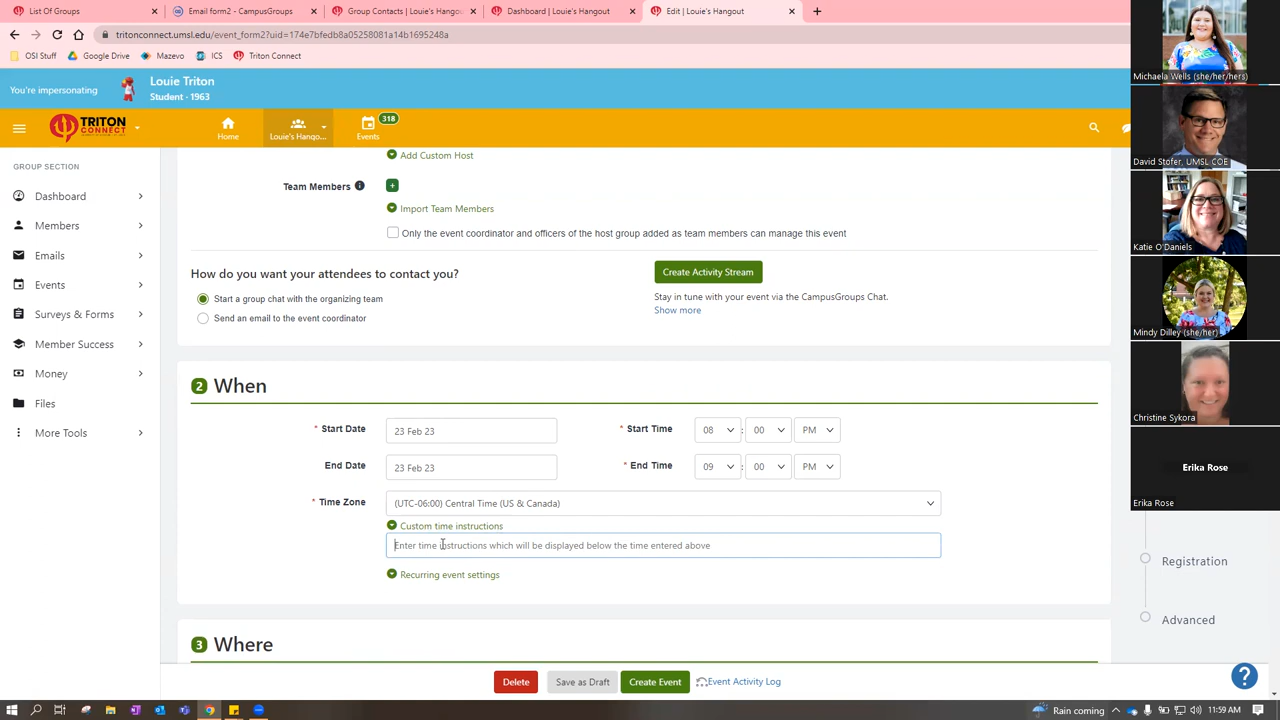 List Of Groups
Email form2 - CampusGroups
Group Contacts | Louie's Hangou
Dashboard | Louie's Hangout
Edit | Louie's Hangout
tritonconnect.umsl.edu/event_form2?uid=174e7bfedb8a05258081a14b1695248a
OSI Stuff
Google Drive
Mazevo
ICS
Triton Connect
You're impersonating
Louie Triton
Student - 1963
TRITON
CONNECT
Home
Louie's Hango...
Events
318
GROUP SECTION
Dashboard
Members
Emails
Events
Surveys & Forms
Member Success
Money
Files
More Tools
Add Custom Host
Team Members
Import Team Members
Only the event coordinator and officers of the host group added as team members can manage this event
How do you want your attendees to contact you?
Start a group chat with the organizing team
Send an email to the event coordinator
Create Activity Stream
Stay in tune with your event via the CampusGroups Chat.
Show more
2 When
* Start Date
23 Feb 23
* Start Time
08 : 00 PM
End Date
23 Feb 23
* End Time
09 : 00 PM
* Time Zone
(UTC-06:00) Central Time (US & Canada)
Custom time instructions
Enter time instructions which will be displayed below the time entered above
Recurring event settings
3 Where
Delete
Save as Draft
Create Event
Event Activity Log
Registration
Advanced
?
Michaela Wells (she/her/hers)
David Stofer, UMSL COE
Katie O'Daniels
Mindy Dilley (she/her)
Christine Sykora
Erika Rose
Erika Rose
Rain coming
11:59 AM